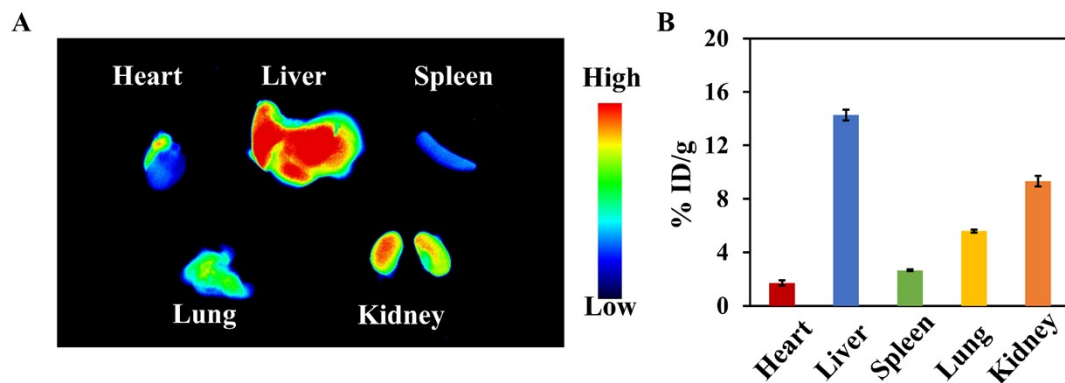 A
Heart Liver Spleen
Lung Kidney
High
Low
B
% ID/g
20
16
12
8
4
0
Heart
Liver
Spleen
Lung
Kidney